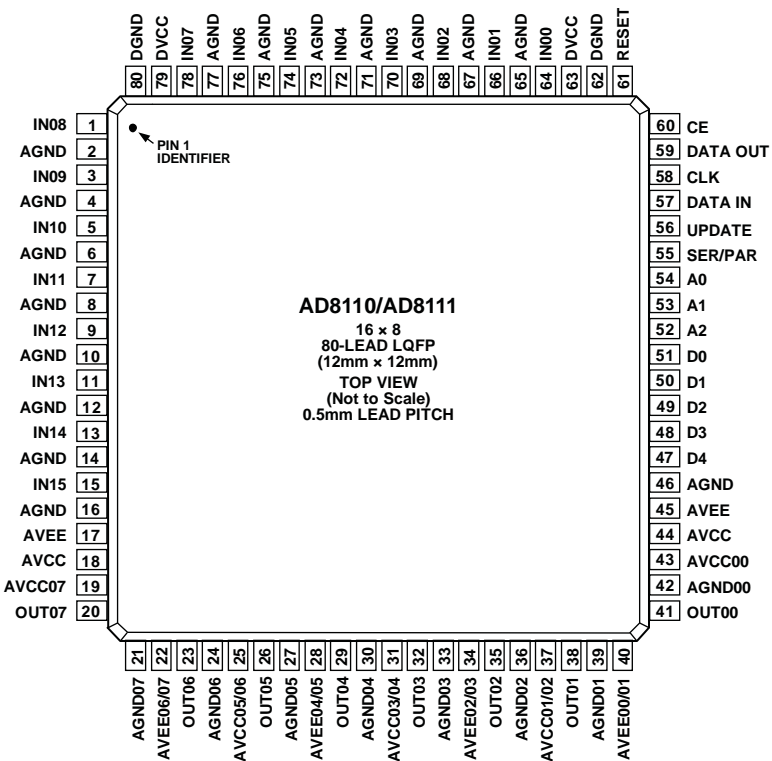 80 DGND
79 DVCC
78 IN07
77 AGND
76 IN06
75 AGND
74 IN05
73 AGND
72 IN04
71 AGND
70 IN03
69 AGND
68 IN02
67 AGND
66 IN01
65 AGND
64 IN00
63 DVCC
62 DGND
61 RESET
IN08 1
AGND 2
IN09 3
AGND 4
IN10 5
AGND 6
IN11 7
AGND 8
IN12 9
AGND 10
IN13 11
AGND 12
IN14 13
AGND 14
IN15 15
AGND 16
AVEE 17
AVCC 18
AVCC07 19
OUT07 20
PIN 1
IDENTIFIER
AD8110/AD8111
16 × 8
80-LEAD LQFP
(12mm × 12mm)
TOP VIEW
(Not to Scale)
0.5mm LEAD PITCH
60 CE
59 DATA OUT
58 CLK
57 DATA IN
56 UPDATE
55 SER/PAR
54 A0
53 A1
52 A2
51 D0
50 D1
49 D2
48 D3
47 D4
46 AGND
45 AVEE
44 AVCC
43 AVCC00
42 AGND00
41 OUT00
AGND07 21
AVEE06/07 22
OUT06 23
AGND06 24
AVCC05/06 25
OUT05 26
AGND05 27
AVEE04/05 28
OUT04 29
AGND04 30
AVCC03/04 31
OUT03 32
AGND03 33
AVEE02/03 34
OUT02 35
AGND02 36
AVCC01/02 37
OUT01 38
AGND01 39
AVEE00/01 40